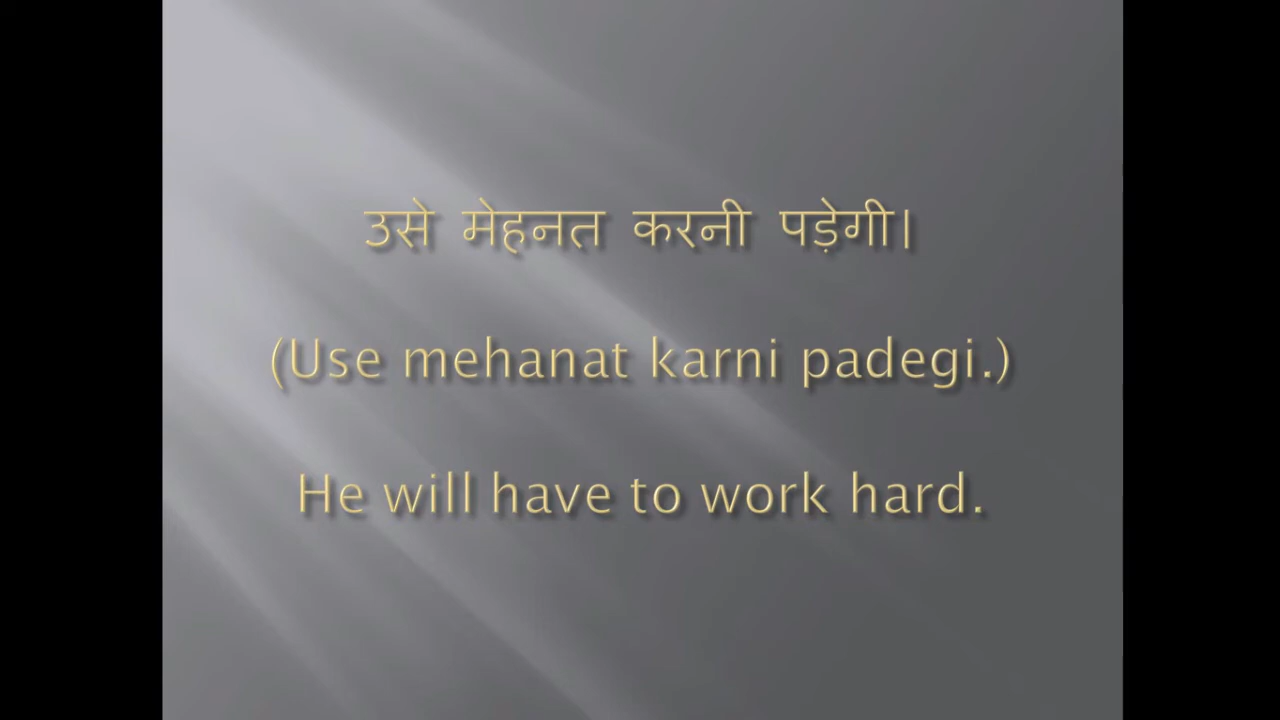 उसे मेहनत करनी पड़ेगी।
(Use mehanat karni padegi.)
He will have to work hard.